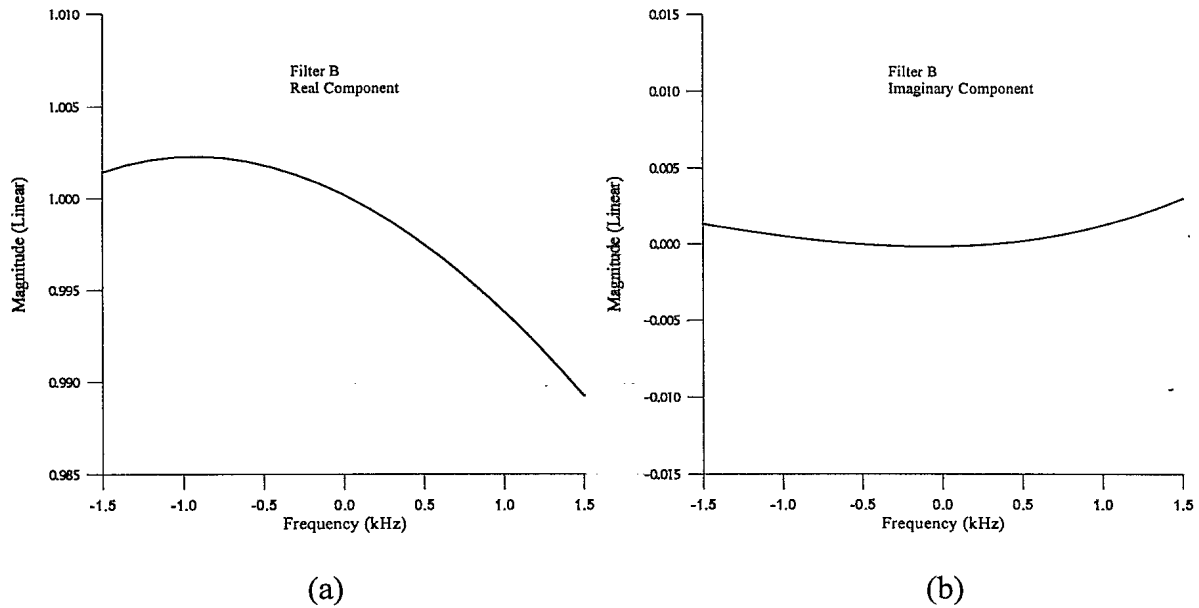 1.010
1.005
1.000
0.995
0.990
0.985
Magnitude (Linear)
Filter B
Real Component
-1.5 -1.0 -0.5 0.0 0.5 1.0 1.5
Frequency (kHz)
(a)
0.015
0.010
0.005
0.000
-0.005
-0.010
-0.015
Magnitude (Linear)
Filter B
Imaginary Component
-1.5 -1.0 -0.5 0.0 0.5 1.0 1.5
Frequency (kHz)
(b)